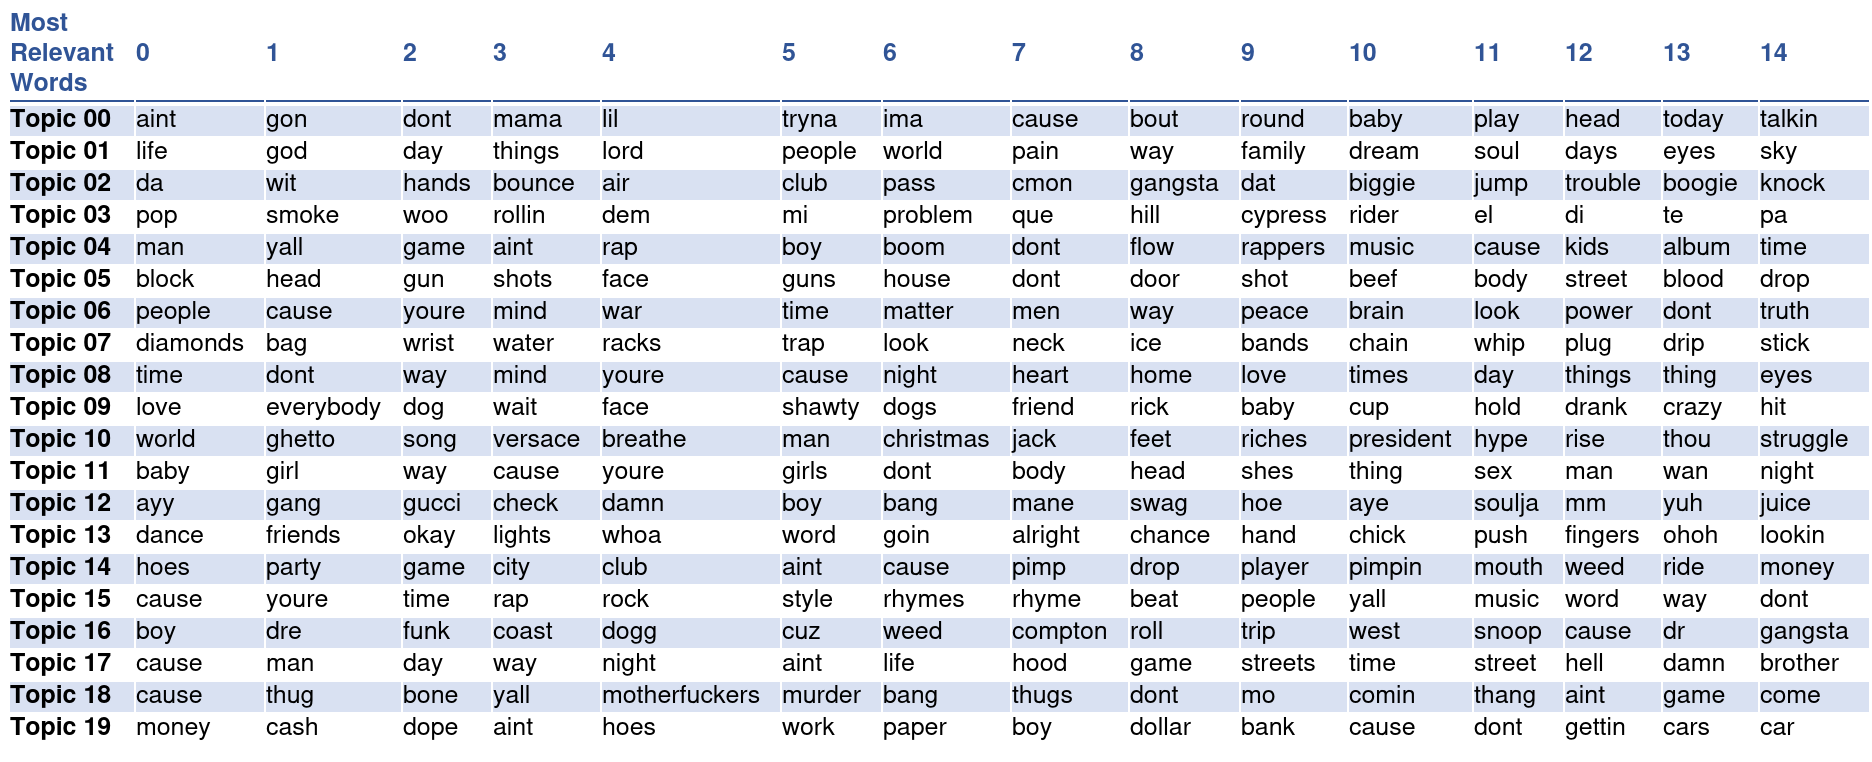 Most
Relevant 0 1 2 3 4 5 6 7 8 9 10 11 12 13 14
Words
Topic 00 aint gon dont mama lil tryna ima cause bout round baby play head today talkin
Topic 01 life god day things lord people world pain way family dream soul days eyes sky
Topic 02 da wit hands bounce air club pass cmon gangsta dat biggie jump trouble boogie knock
Topic 03 pop smoke woo rollin dem mi problem que hill cypress rider el di te pa
Topic 04 man yall game aint rap boy boom dont flow rappers music cause kids album time
Topic 05 block head gun shots face guns house dont door shot beef body street blood drop
Topic 06 people cause youre mind war time matter men way peace brain look power dont truth
Topic 07 diamonds bag wrist water racks trap look neck ice bands chain whip plug drip stick
Topic 08 time dont way mind youre cause night heart home love times day things thing eyes
Topic 09 love everybody dog wait face shawty dogs friend rick baby cup hold drank crazy hit
Topic 10 world ghetto song versace breathe man christmas jack feet riches president hype rise thou struggle
Topic 11 baby girl way cause youre girls dont body head shes thing sex man wan night
Topic 12 ayy gang gucci check damn boy bang mane swag hoe aye soulja mm yuh juice
Topic 13 dance friends okay lights whoa word goin alright chance hand chick push fingers ohoh lookin
Topic 14 hoes party game city club aint cause pimp drop player pimpin mouth weed ride money
Topic 15 cause youre time rap rock style rhymes rhyme beat people yall music word way dont
Topic 16 boy dre funk coast dogg cuz weed compton roll trip west snoop cause dr gangsta
Topic 17 cause man day way night aint life hood game streets time street hell damn brother
Topic 18 cause thug bone yall motherfuckers murder bang thugs dont mo comin thang aint game come
Topic 19 money cash dope aint hoes work paper boy dollar bank cause dont gettin cars car